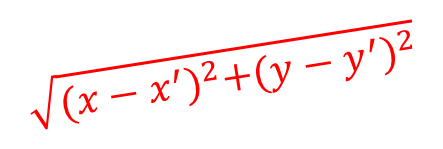 √(x − x′)²+(y − y′)²